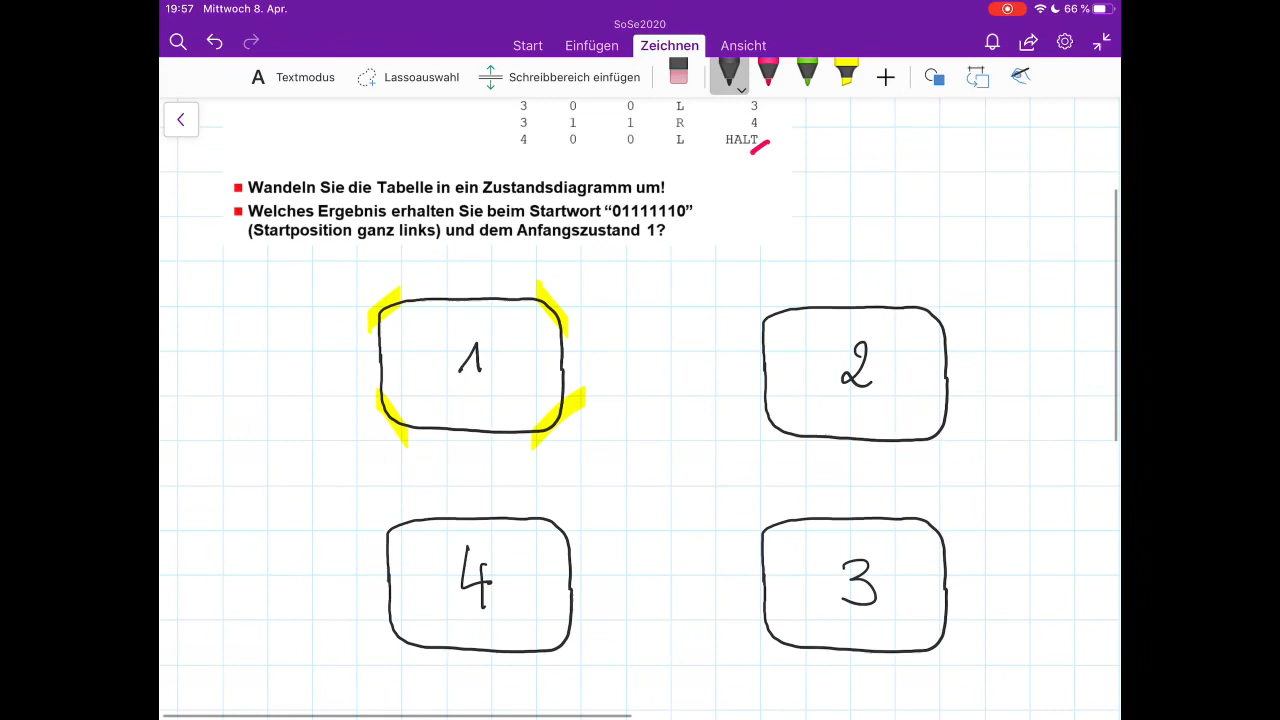 19:57 Mittwoch 8. Apr.
66 %
SoSe2020
Start Einfügen Zeichnen Ansicht
A Textmodus Lassoauswahl Schreibbereich einfügen
3 0 0 L 3
3 1 1 R 4
4 0 0 L HALT
Wandeln Sie die Tabelle in ein Zustandsdiagramm um!
Welches Ergebnis erhalten Sie beim Startwort “01111110”
(Startposition ganz links) und dem Anfangszustand 1?
1 2
4 3